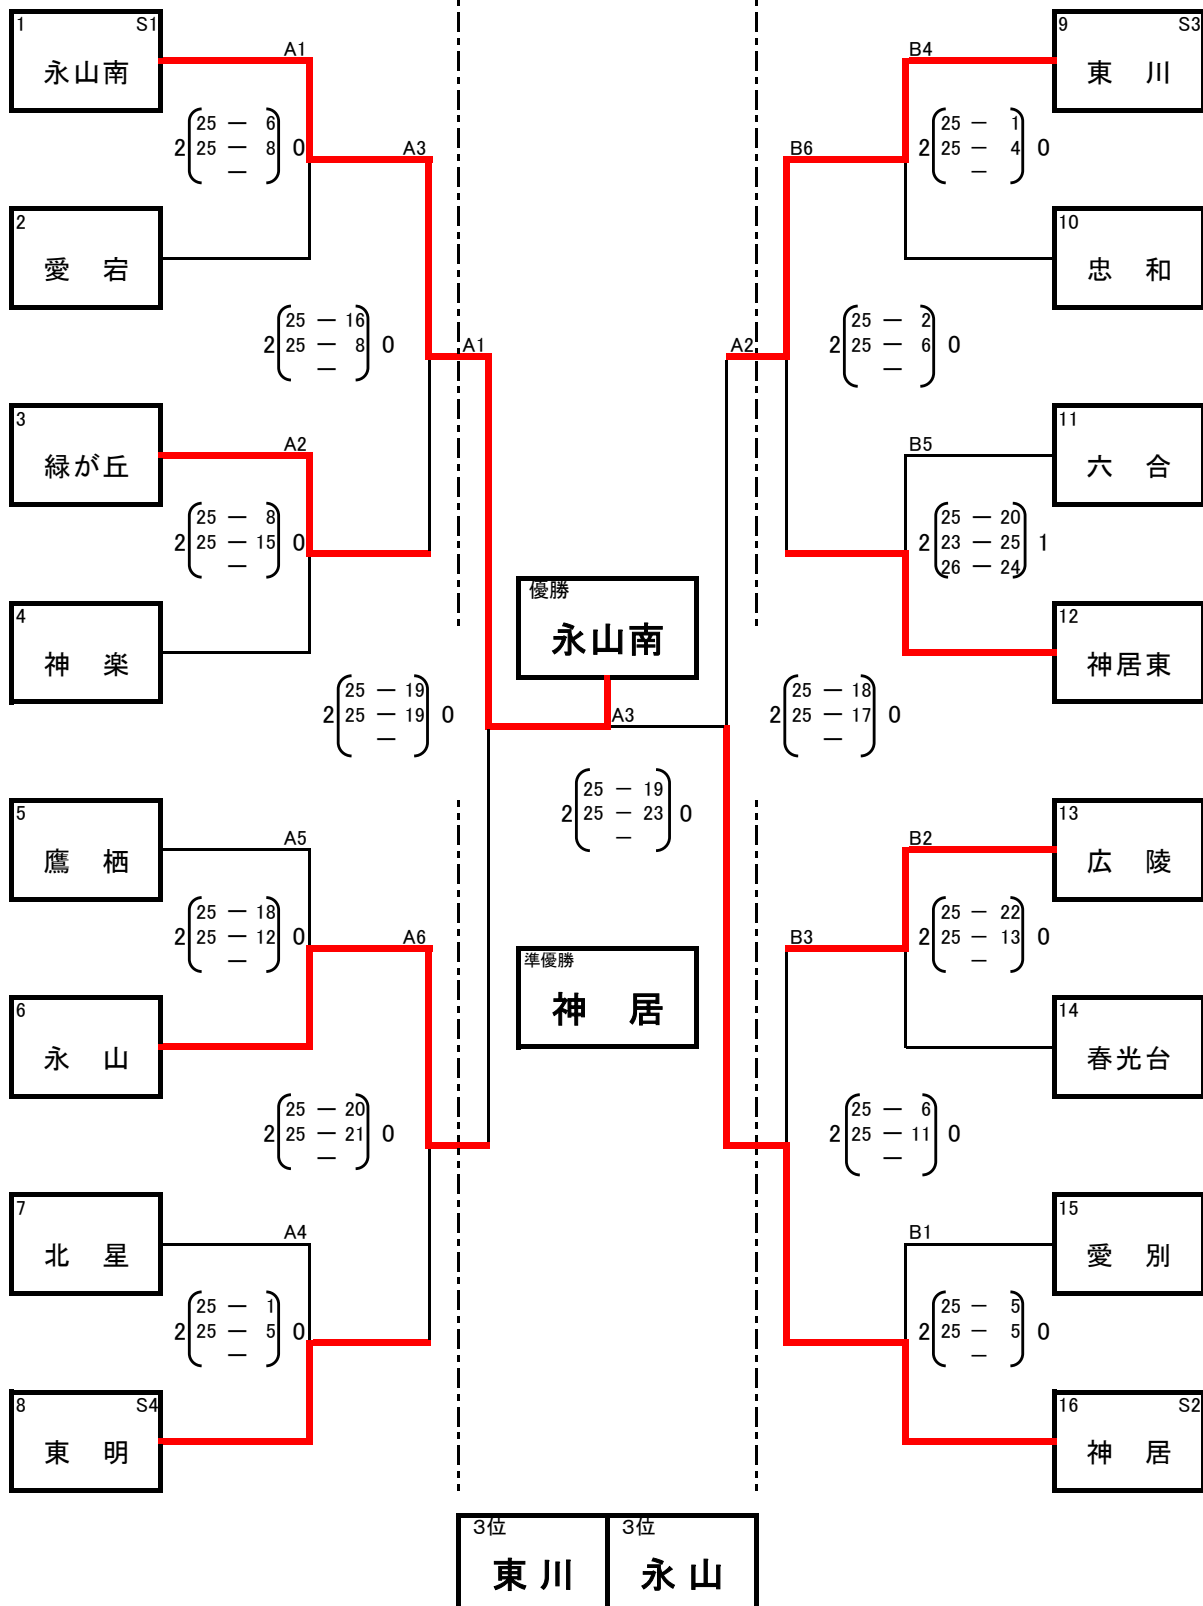 1 S1
永山南
A1
25 — 6
2 25 — 8 0
—
A3
2
愛 宕
25 — 16
2 25 — 8 0
—
A1
3
緑が丘
A2
25 — 8
2 25 — 15 0
—
4
神 楽
25 — 19
2 25 — 19 0
—
5
鷹 栖
A5
25 — 18
2 25 — 12 0
—
A6
6
永 山
25 — 20
2 25 — 21 0
—
7
北 星
A4
25 — 1
2 25 — 5 0
—
8 S4
東 明
優勝
永山南
A3
25 — 19
2 25 — 23 0
—
準優勝
神 居
9 S3
東 川
B4
25 — 1
2 25 — 4 0
—
B6
10
忠 和
25 — 2
2 25 — 6 0
—
A2
11
六 合
B5
25 — 20
2 23 — 25 1
26 — 24
12
神居東
25 — 18
2 25 — 17 0
—
13
広 陵
B2
25 — 22
2 25 — 13 0
—
B3
14
春光台
25 — 6
2 25 — 11 0
—
15
愛 別
B1
25 — 5
2 25 — 5 0
—
16 S2
神 居
3位
東 川
3位
永 山